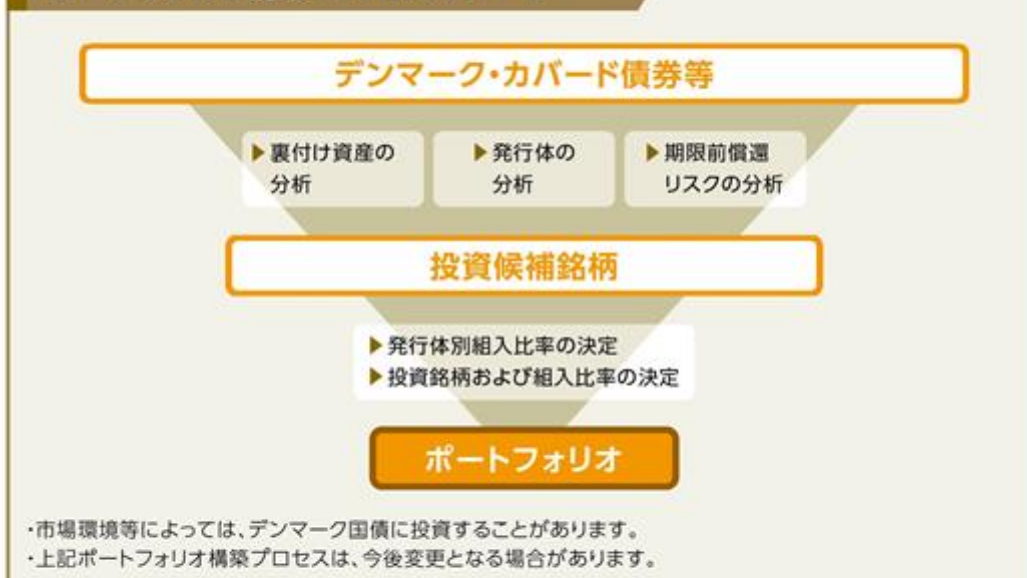 デンマーク・カバード債券等
▶裏付け資産の
分析
▶発行体の
分析
▶期限前償還
リスクの分析
投資候補銘柄
▶発行体別組入比率の決定
▶投資銘柄および組入比率の決定
ポートフォリオ
・市場環境等によっては、デンマーク国債に投資することがあります。
・上記ポートフォリオ構築プロセスは、今後変更となる場合があります。